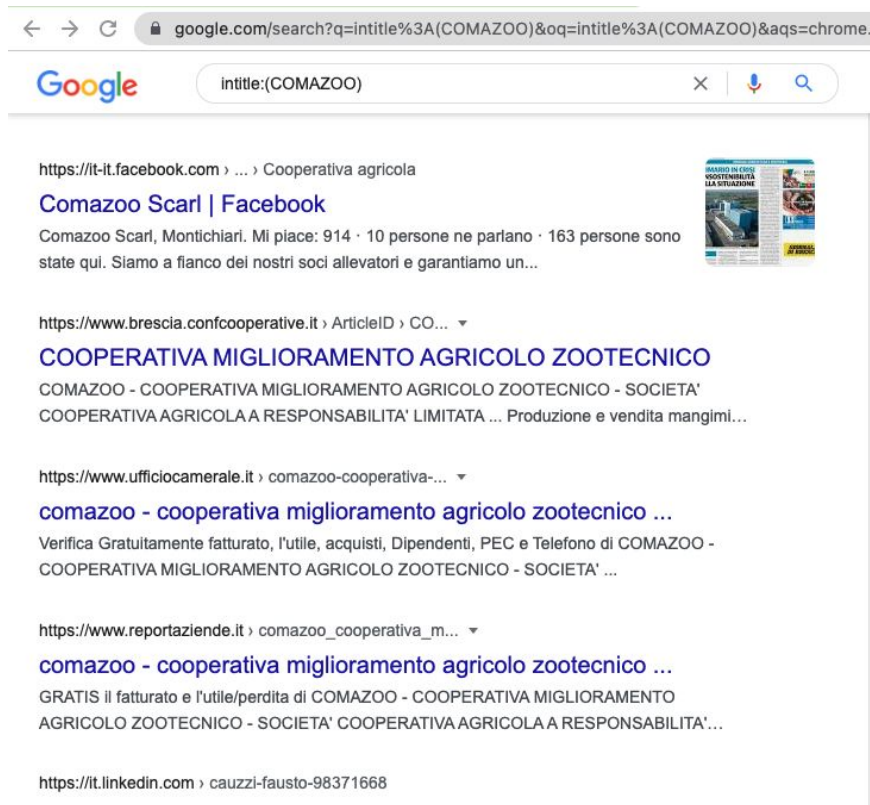 google.com/search?q=intitle%3A(COMAZOO)&oq=intitle%3A(COMAZOO)&aqs=chrome.
Google
intitle:(COMAZOO)
https://it-it.facebook.com › ... › Cooperativa agricola
Comazoo Scarl | Facebook
Comazoo Scarl, Montichiari. Mi piace: 914 · 10 persone ne parlano · 163 persone sono
state qui. Siamo a fianco dei nostri soci allevatori e garantiamo un...
MARIO IN CRISI
NSOSTENIBILITÀ
LLA SITUAZIONE
https://www.brescia.confcooperative.it › ArticleID › CO...
COOPERATIVA MIGLIORAMENTO AGRICOLO ZOOTECNICO
COMAZOO - COOPERATIVA MIGLIORAMENTO AGRICOLO ZOOTECNICO - SOCIETA'
COOPERATIVA AGRICOLA A RESPONSABILITA' LIMITATA ... Produzione e vendita mangimi...
https://www.ufficiocamerale.it › comazoo-cooperativa-...
comazoo - cooperativa miglioramento agricolo zootecnico ...
Verifica Gratuitamente fatturato, l'utile, acquisti, Dipendenti, PEC e Telefono di COMAZOO -
COOPERATIVA MIGLIORAMENTO AGRICOLO ZOOTECNICO - SOCIETA' ...
https://www.reportaziende.it › comazoo_cooperativa_m...
comazoo - cooperativa miglioramento agricolo zootecnico ...
GRATIS il fatturato e l'utile/perdita di COMAZOO - COOPERATIVA MIGLIORAMENTO
AGRICOLO ZOOTECNICO - SOCIETA' COOPERATIVA AGRICOLA A RESPONSABILITA'...
https://it.linkedin.com › cauzzi-fausto-98371668